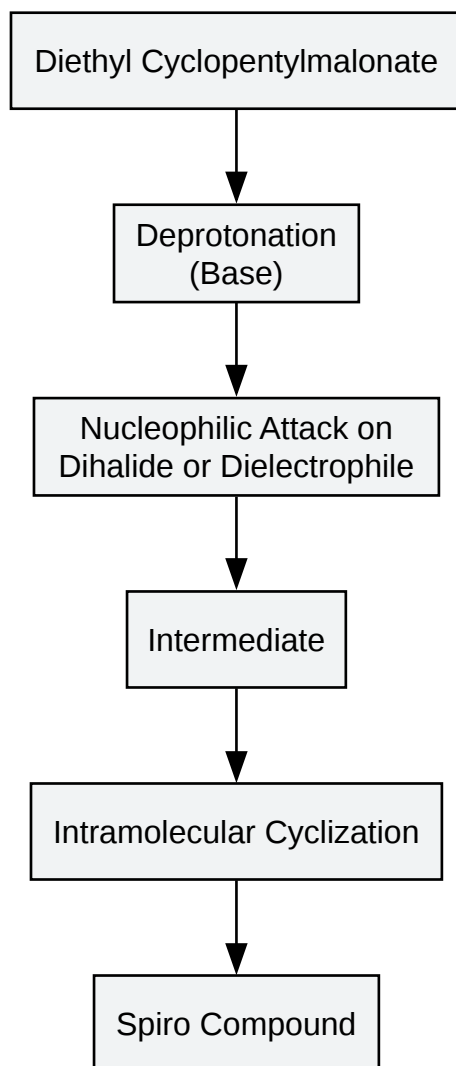 Diethyl Cyclopentylmalonate
Deprotonation
(Base)
Nucleophilic Attack on
Dihalide or Dielectrophile
Intermediate
Intramolecular Cyclization
Spiro Compound